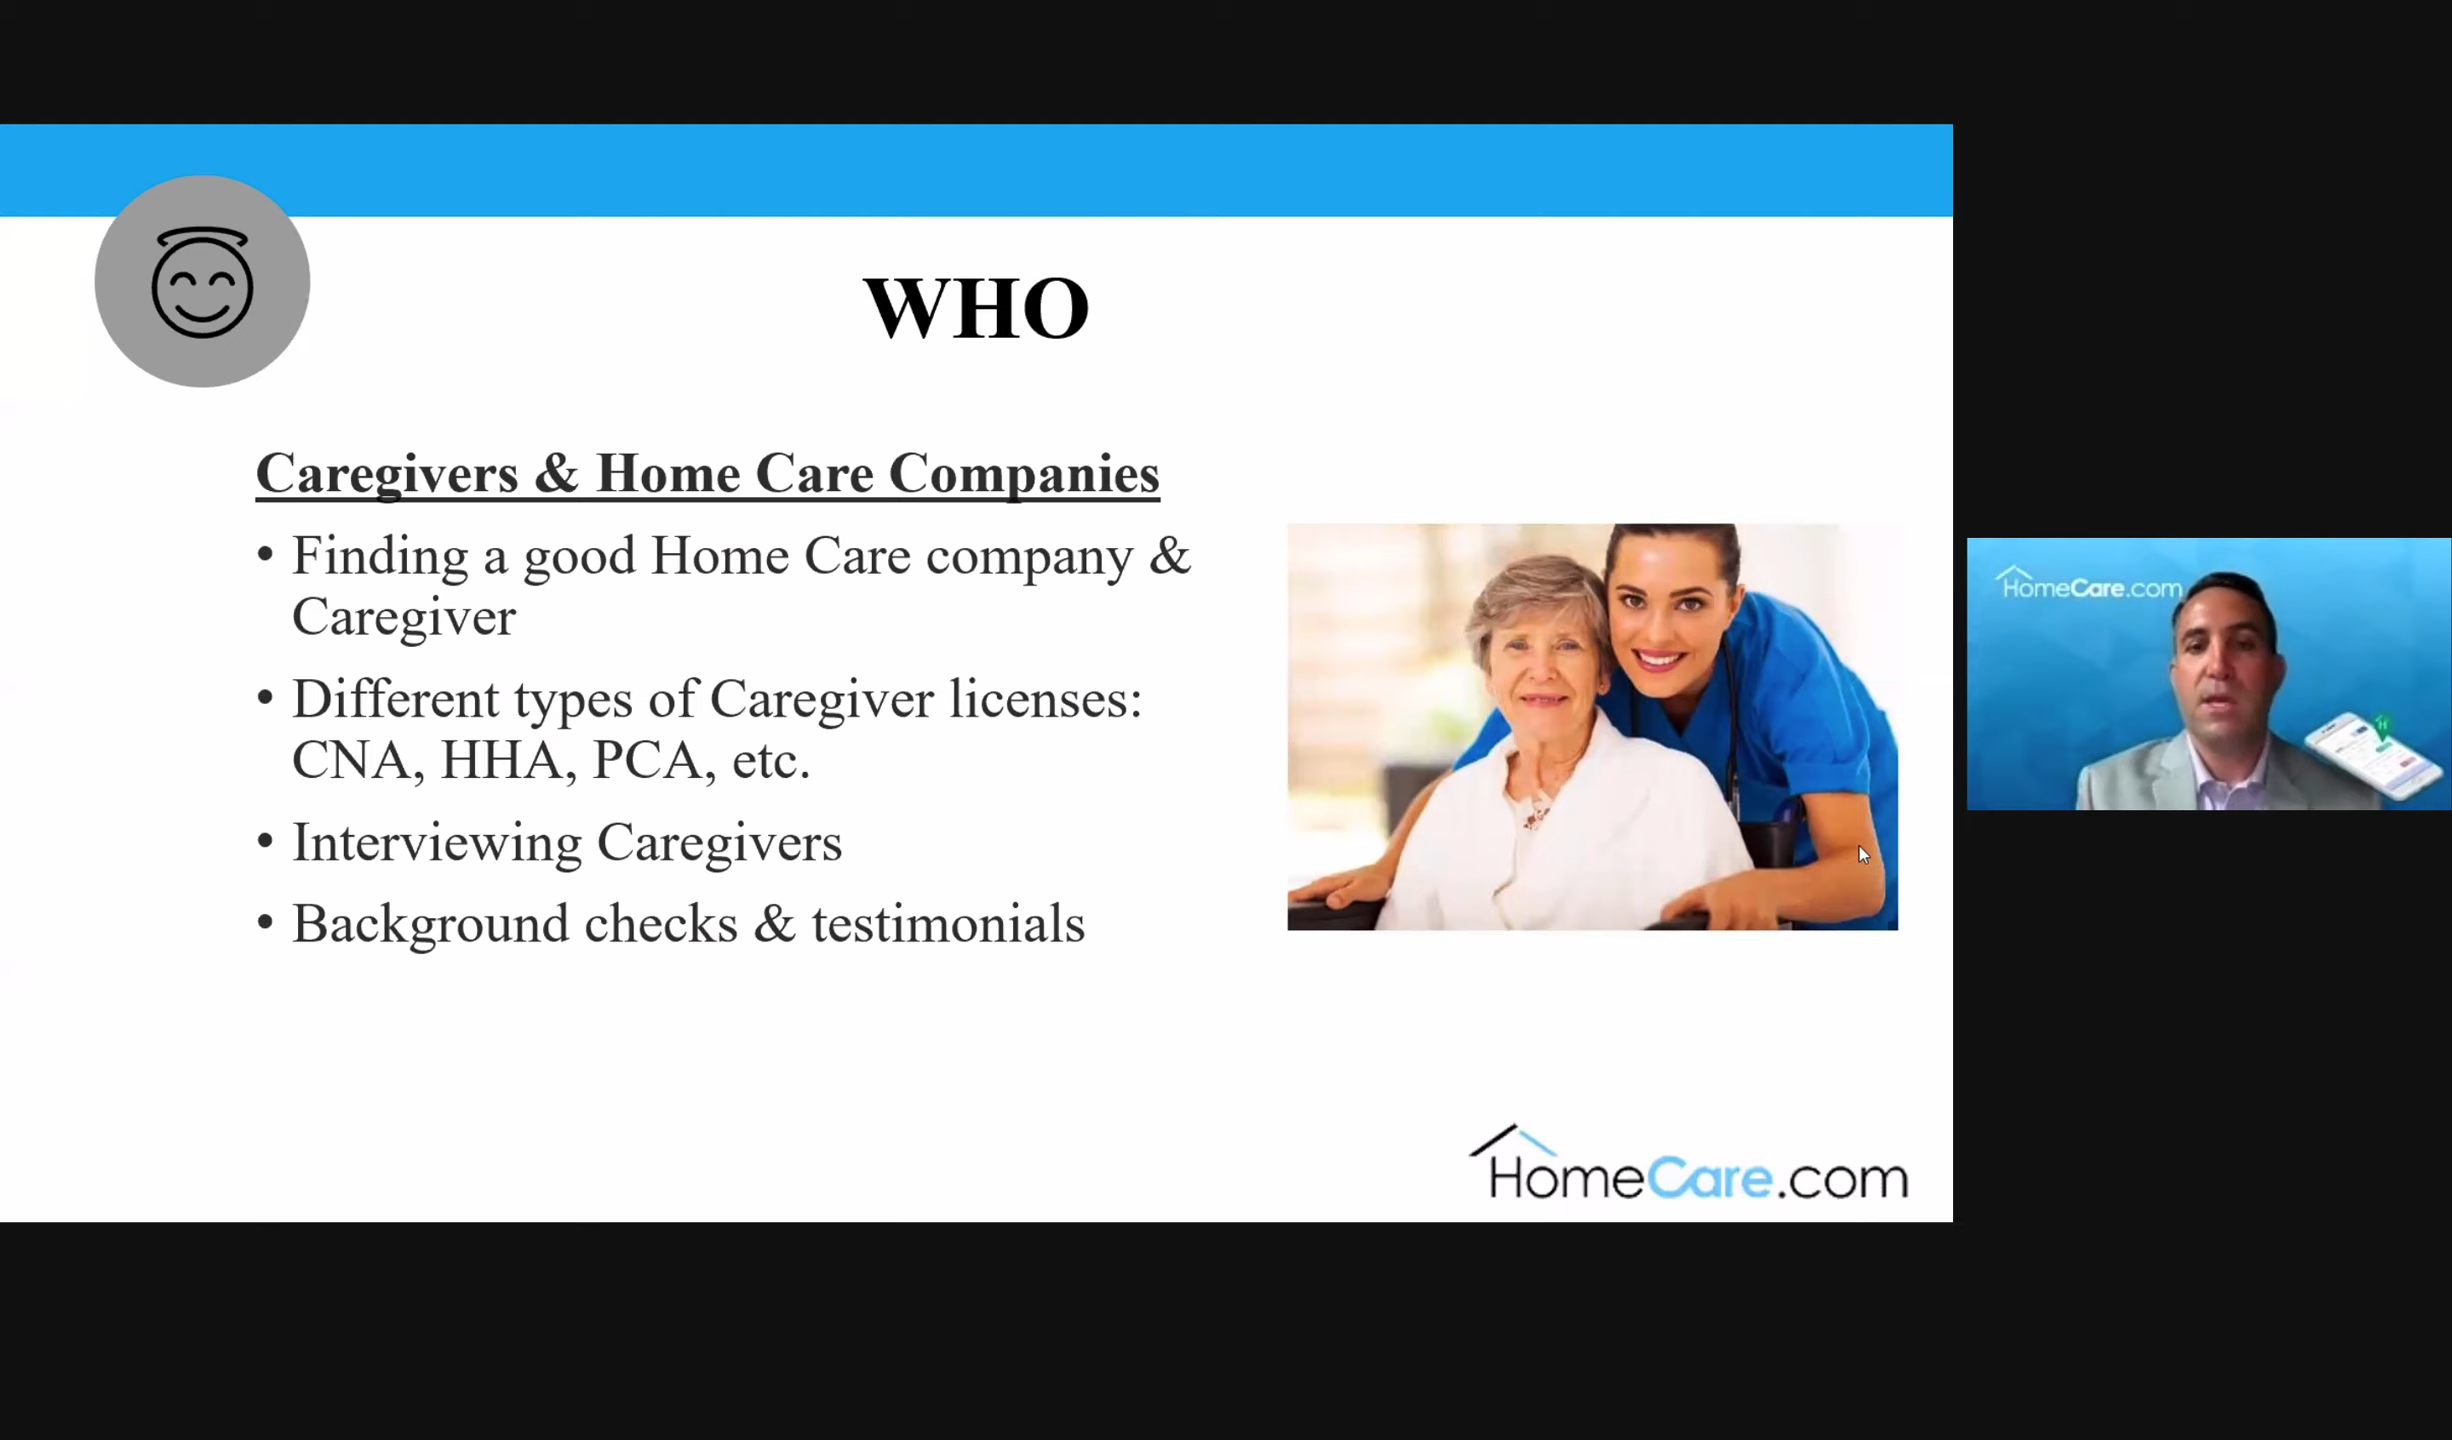 WHO
Caregivers & Home Care Companies
• Finding a good Home Care company &
Caregiver
• Different types of Caregiver licenses:
CNA, HHA, PCA, etc.
• Interviewing Caregivers
• Background checks & testimonials
HomeCare.com
HomeCare.com